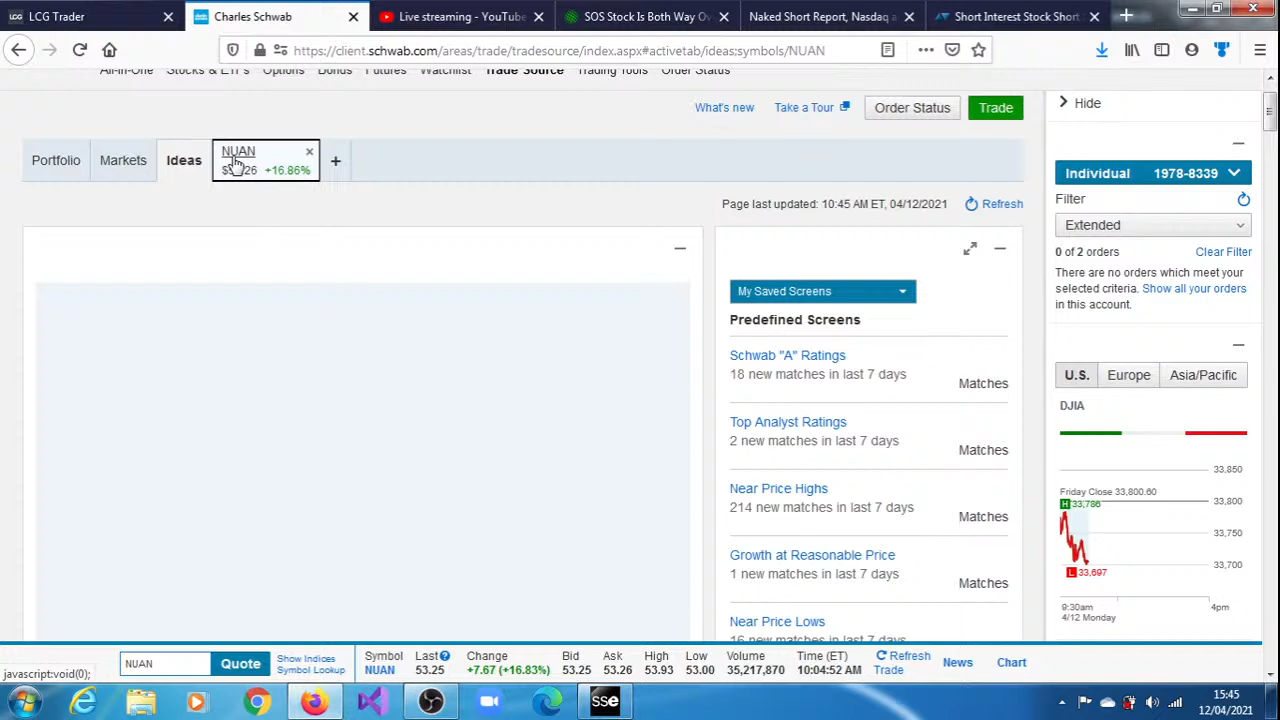 LCG Trader
Charles Schwab
Live streaming - YouTube
SOS Stock Is Both Way Ov
Naked Short Report, Nasdaq a
Short Interest Stock Short
https://client.schwab.com/areas/trade/tradesource/index.aspx#activetab/ideas:symbols/NUAN
All-in-One Stocks & ETFs Options Bonds Futures Watchlist Trade Source Trading Tools Order Status
What's new Take a Tour Order Status Trade
Hide
Portfolio Markets Ideas
NUAN
+16.86%
Individual 1978-8339
Filter
Page last updated: 10:45 AM ET, 04/12/2021 Refresh
Extended
0 of 2 orders Clear Filter
There are no orders which meet your
selected criteria. Show all your orders
in this account.
My Saved Screens
Predefined Screens
Schwab "A" Ratings
18 new matches in last 7 days
Matches
Top Analyst Ratings
2 new matches in last 7 days
Matches
Near Price Highs
214 new matches in last 7 days
Matches
Growth at Reasonable Price
1 new matches in last 7 days
Matches
Near Price Lows
16 new matches in last 7 days
U.S. Europe Asia/Pacific
DJIA
33,850
Friday Close 33,800.60
33,800
H 33,786
33,750
33,700
L 33,697
9:30am 4pm
4/12 Monday
NUAN Quote
Show Indices
Symbol Lookup
Symbol Last Change Bid Ask High Low Volume Time (ET) Refresh
NUAN 53.25 +7.67 (+16.83%) 53.25 53.26 53.93 53.00 35,217,870 10:04:52 AM Trade
News Chart
javascript:void(0);
SSE
15:45
12/04/2021